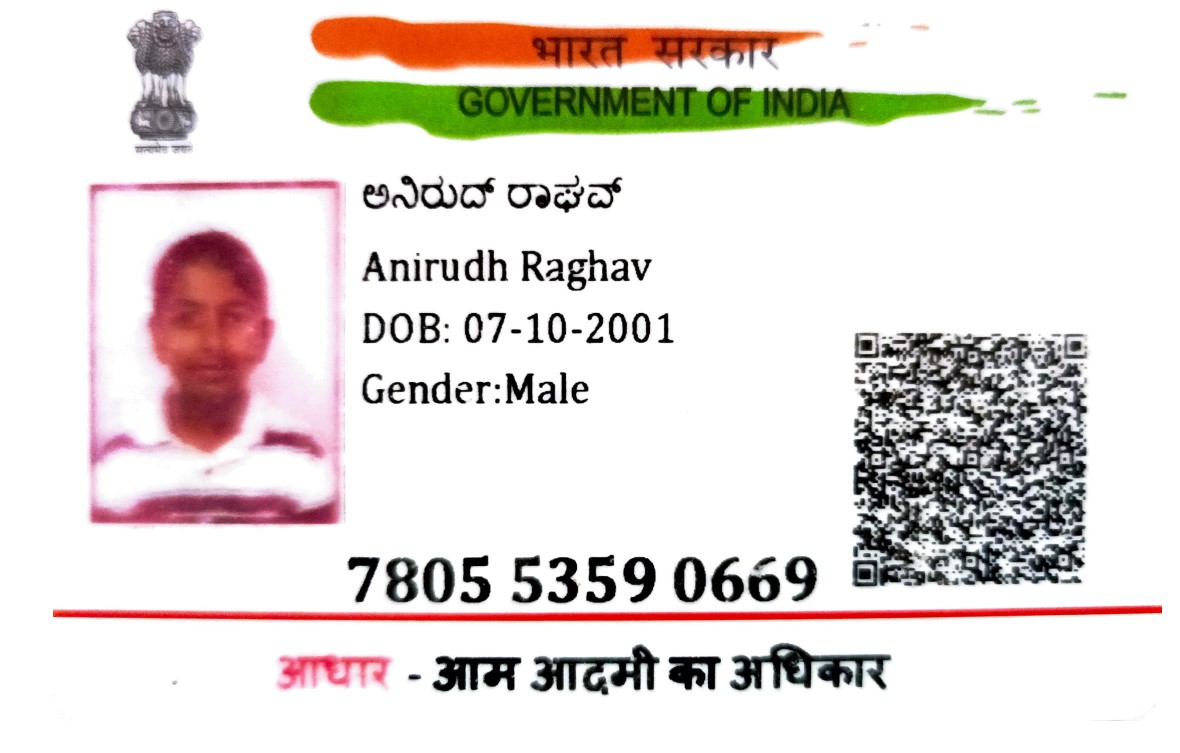 भारत सरकार
GOVERNMENT OF INDIA
सत्यमेव जयते
ಅನಿರುದ್ ರಾಘವ್
Anirudh Raghav
DOB: 07-10-2001
Gender:Male
7805 5359 0669
आधार - आम आदमी का अधिकार